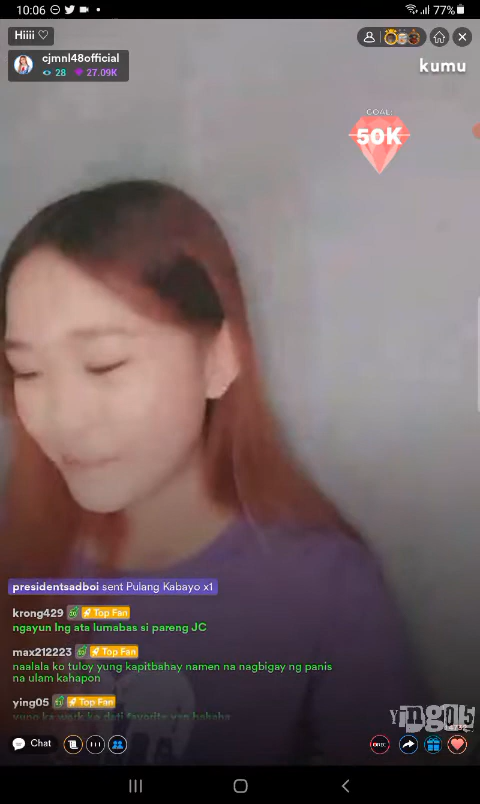 10:06
77%
Hiiii ♡
cjmnl48official
28 27.09K
kumu
GOAL:
50K
presidentsadboi sent Pulang Kabayo x1
krong429 Top Fan
ngayun lng ata lumabas si pareng JC
max212223 Top Fan
naalala ko tuloy yung kapitbahay namen na nagbigay ng panis
na ulam kahapon
ying05 Top Fan
yung05
Chat